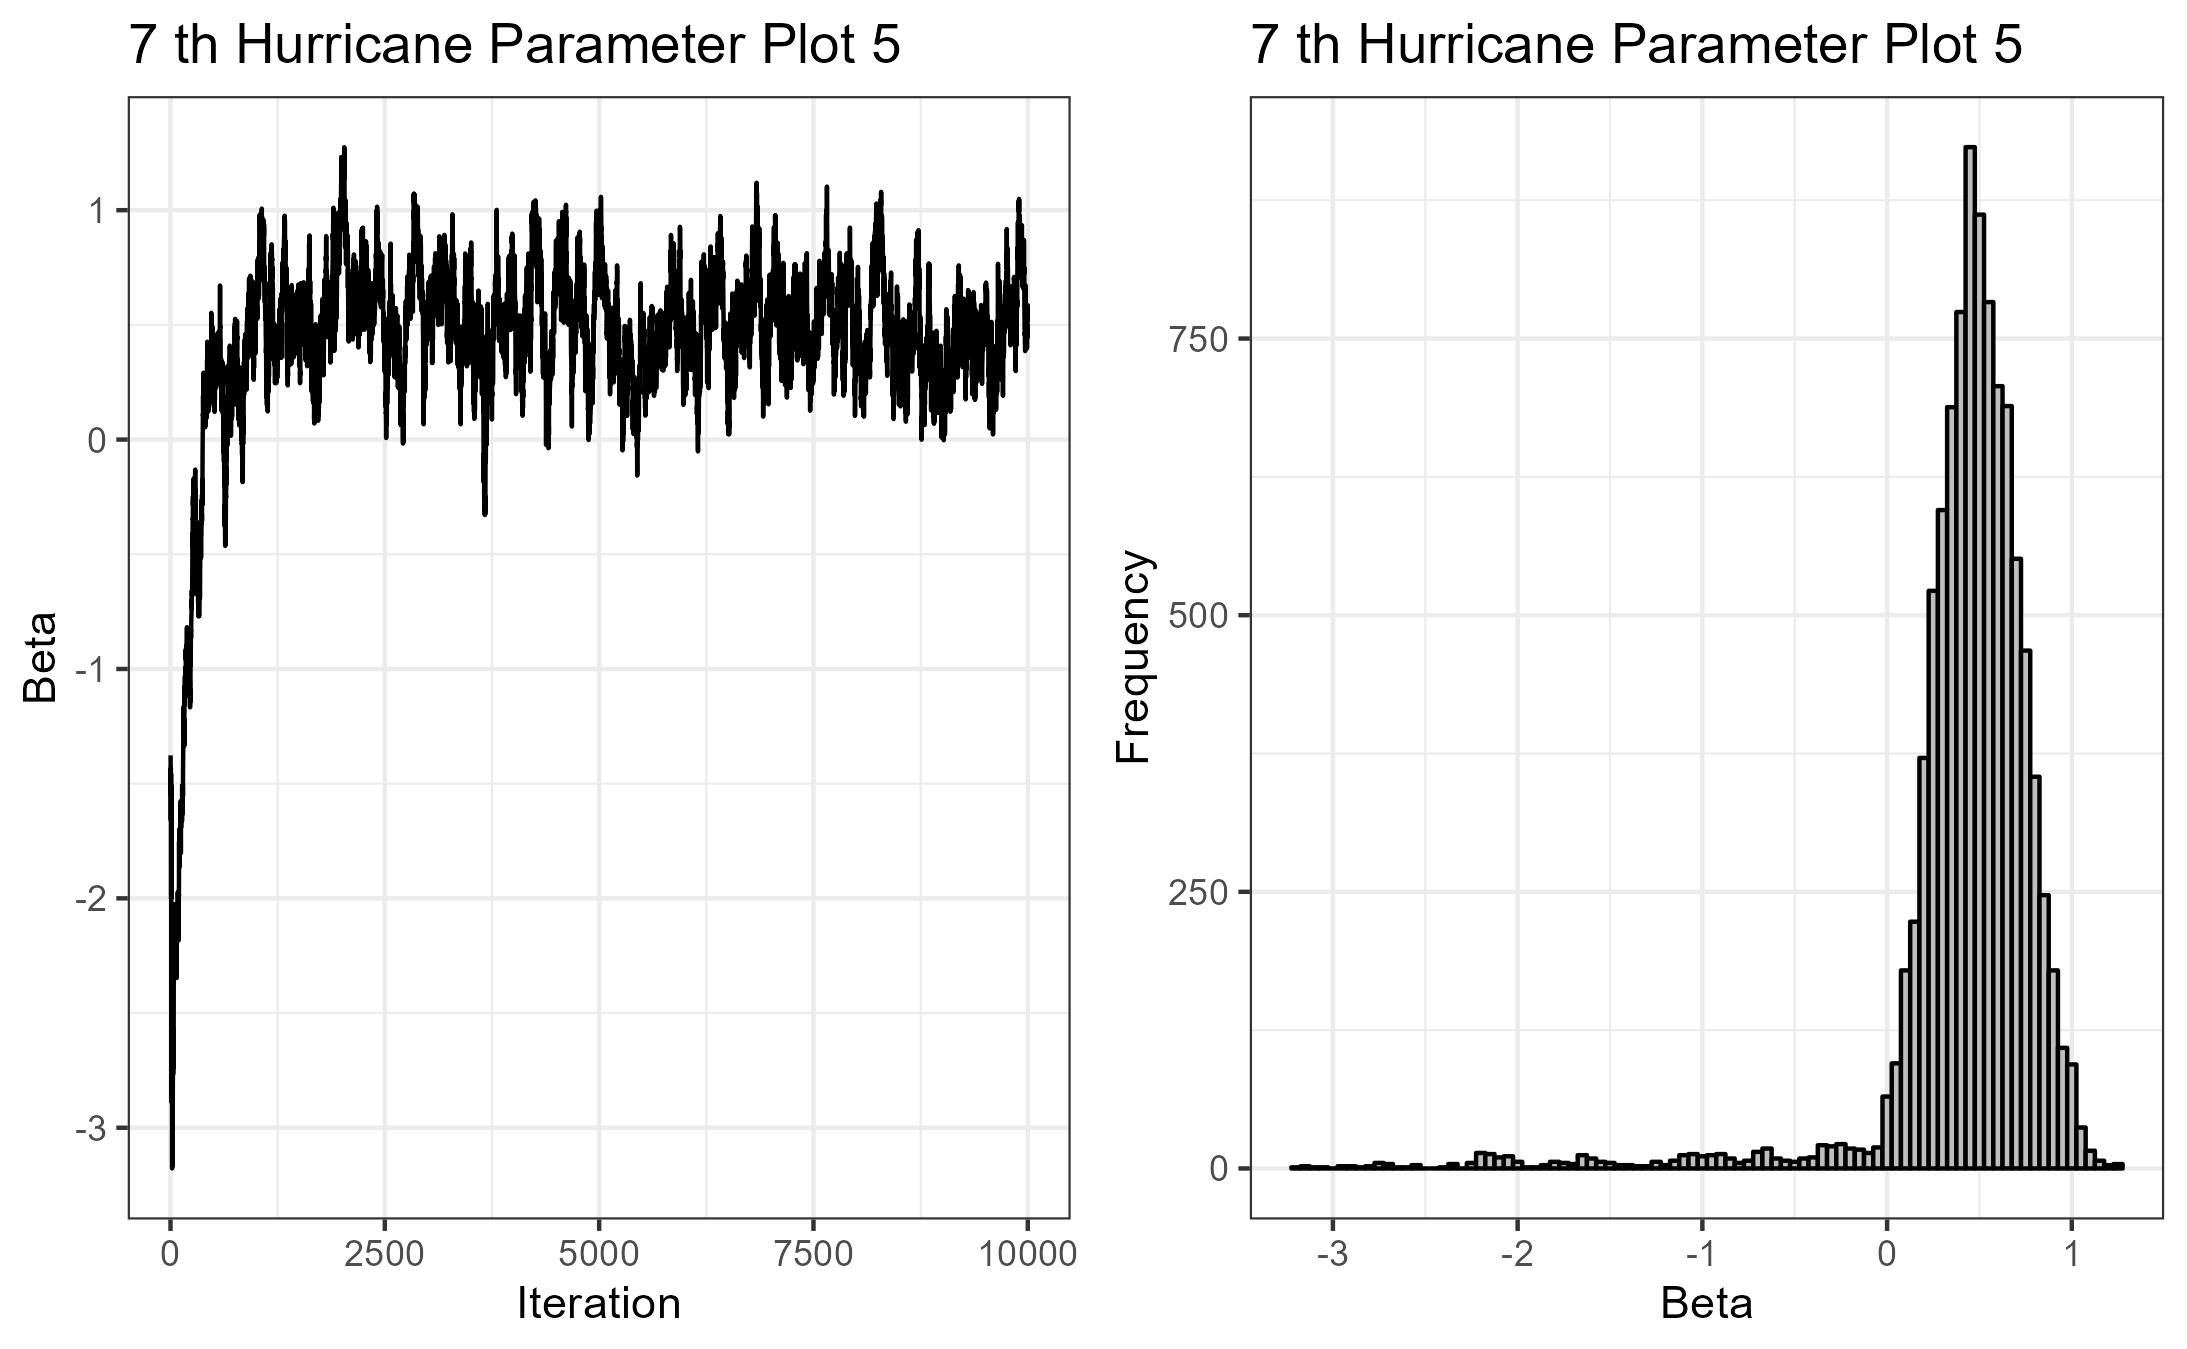 7 th Hurricane Parameter Plot 5
1
0
-1
-2
-3
Beta
0 2500 5000 7500 10000
Iteration
7 th Hurricane Parameter Plot 5
750
500
250
0
Frequency
-3 -2 -1 0 1
Beta